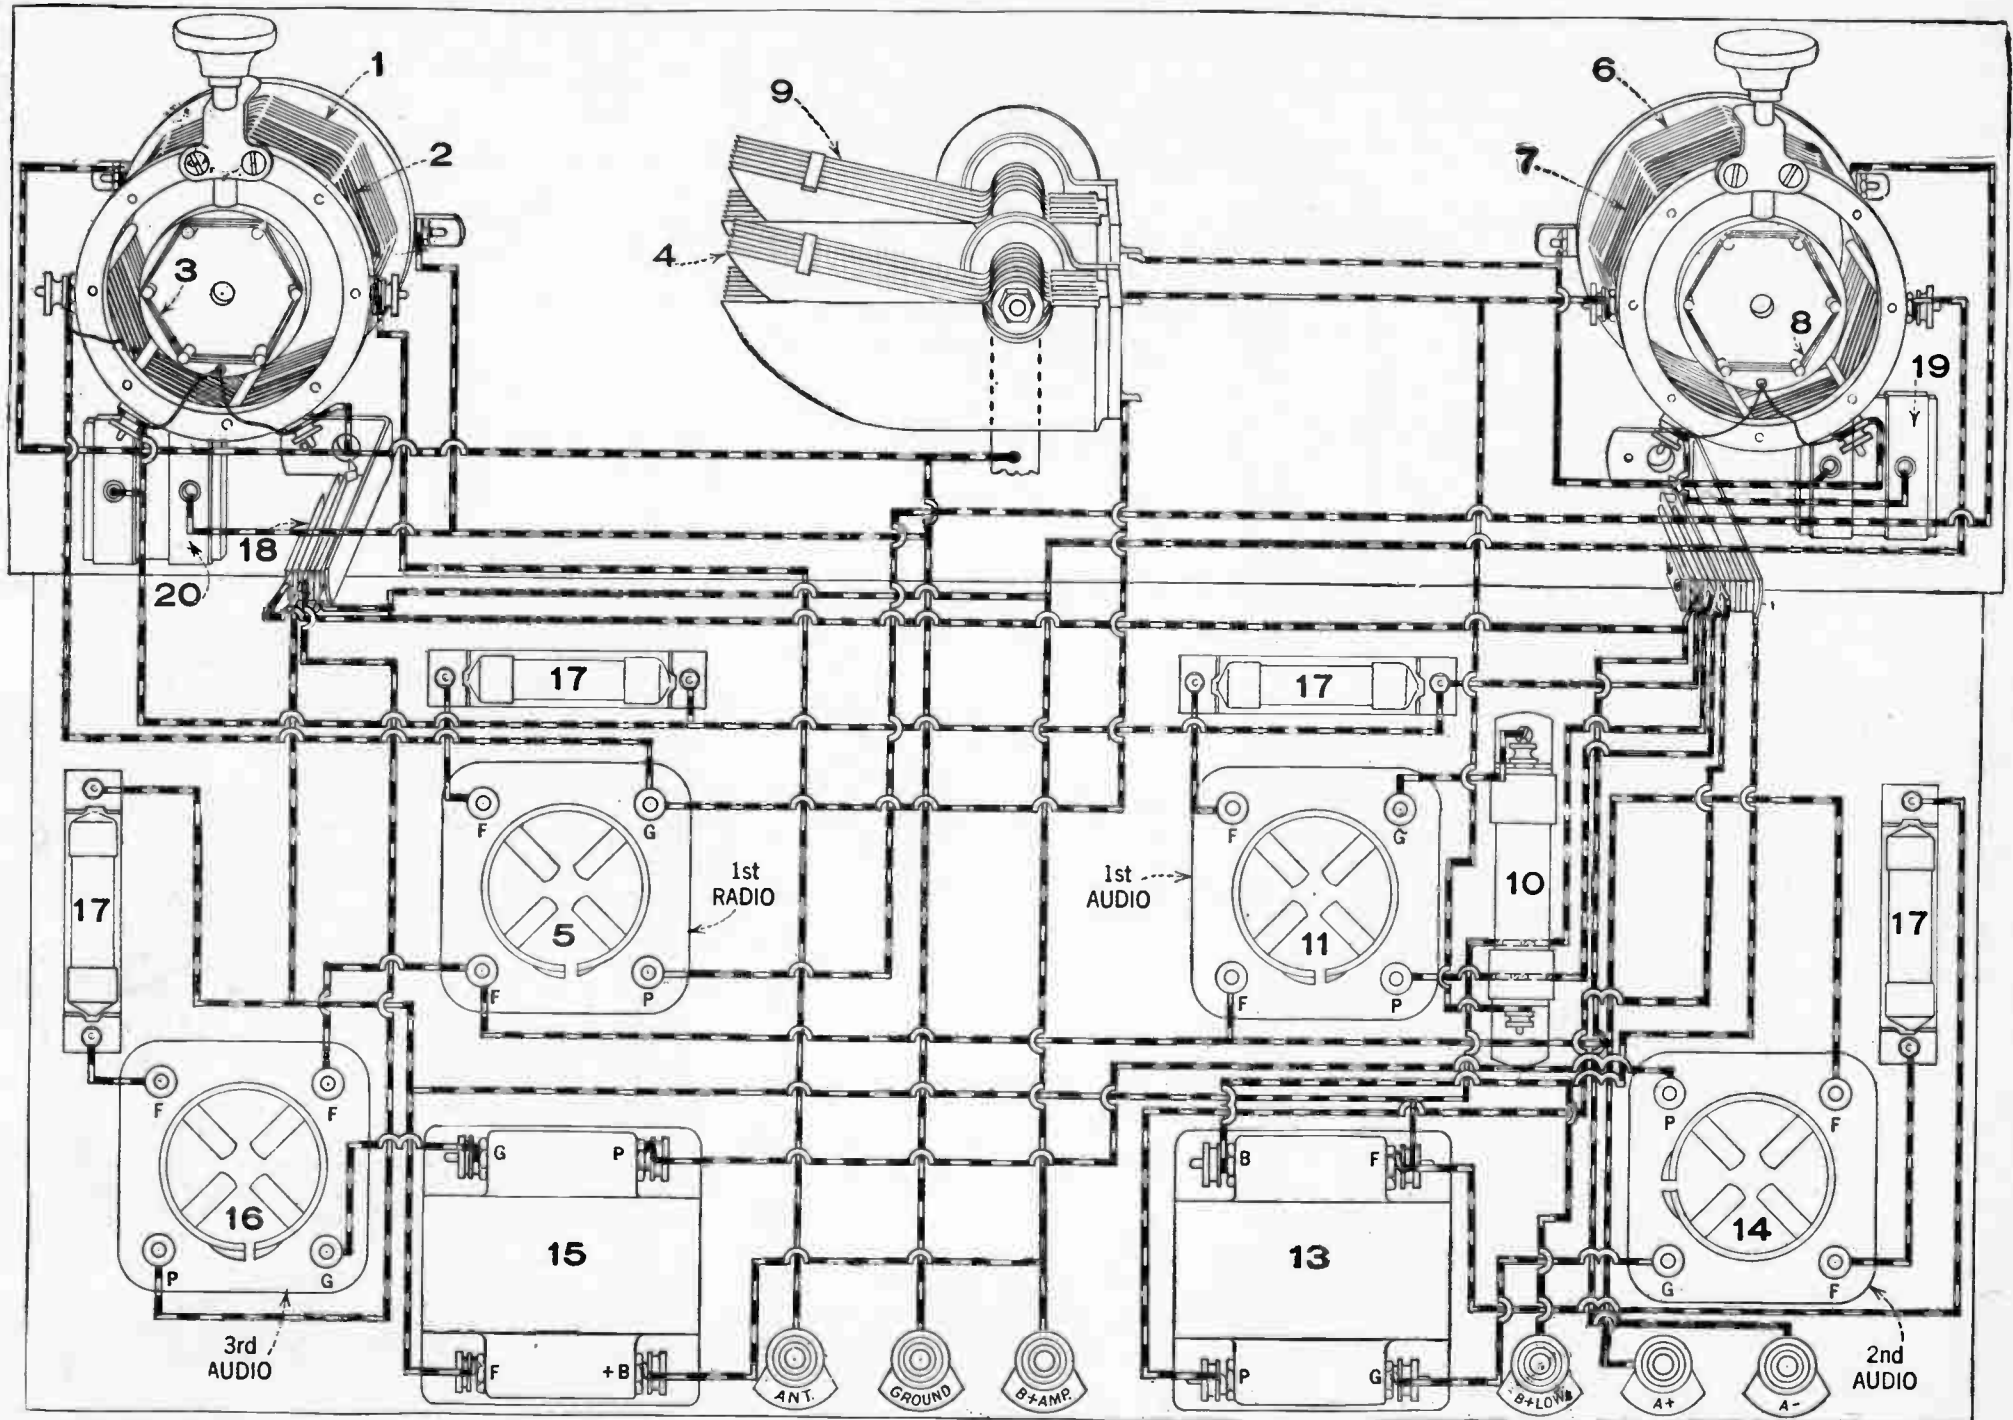 1
6
9
2
7
4
3
8
19
18
20
17
17
F
G
F
G
1st
RADIO
1st
AUDIO
17
5
11
10
17
F
P
F
P
F
F
P
F
G
P
B
F
16
15
13
14
P
G
G
F
3rd
AUDIO
F
+B
P
G
2nd
AUDIO
ANT.
GROUND
B+AMP.
B+LOW
A+
A-